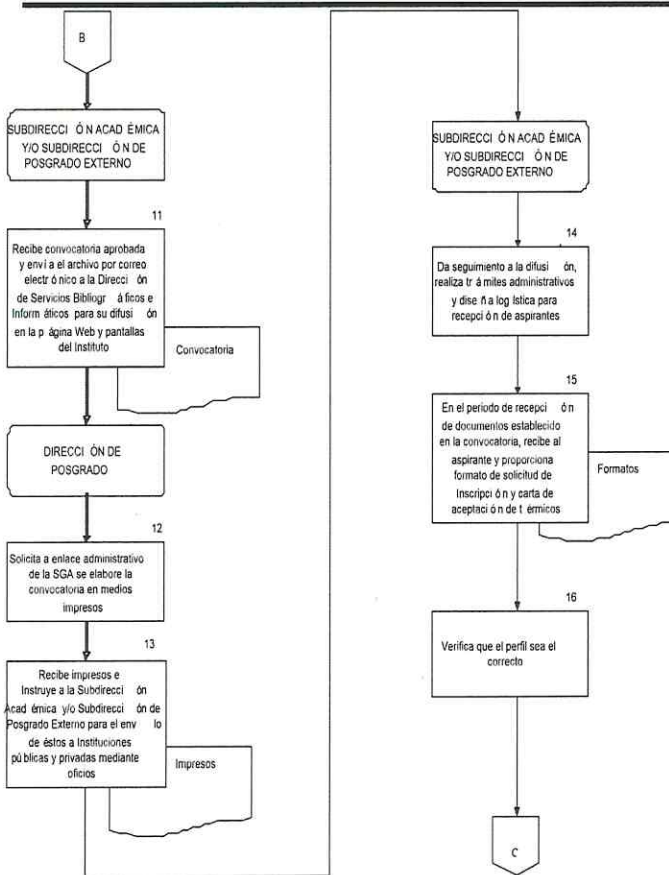 B
SUBDIRECCI ÓN ACAD ÉMICA
Y/O SUBDIRECCI ÓN DE
POSGRADO EXTERNO
11
Recibe convocatoria aprobada
y enví a el archivo por correo
electr ónico a la Direcci ón
de Servicios Bibliogr á ficos e
Inform áticos para su difusi ón
en la p ágina Web y pantallas
del Instituto
Convocatoria
DIRECCI ÓN DE
POSGRADO
12
Solicita a enlace administrativo
de la SGA se elabore la
convocatoria en medios
impresos
13
Recibe impresos e
Instruye a la Subdirecci ón
Acad émica y/o Subdirecci ón de
Posgrado Externo para el env ío
de éstos a Instituciones
pú blicas y privadas mediante
oficios
Impresos
SUBDIRECCI ÓN ACAD ÉMICA
Y/O SUBDIRECCI ÓN DE
POSGRADO EXTERNO
14
Da seguimiento a la difusi ón,
realiza tr á mites administrativos
y dise ñ a log ística para
recepci ón de aspirantes
15
En el periodo de recepci ón
de documentos establecido
en la convocatoria, recibe al
aspirante y proporciona
formato de solicitud de
Inscripci ón y carta de
aceptaci ón de t érmicos
Formatos
16
Verifica que el perfil sea el
correcto
C